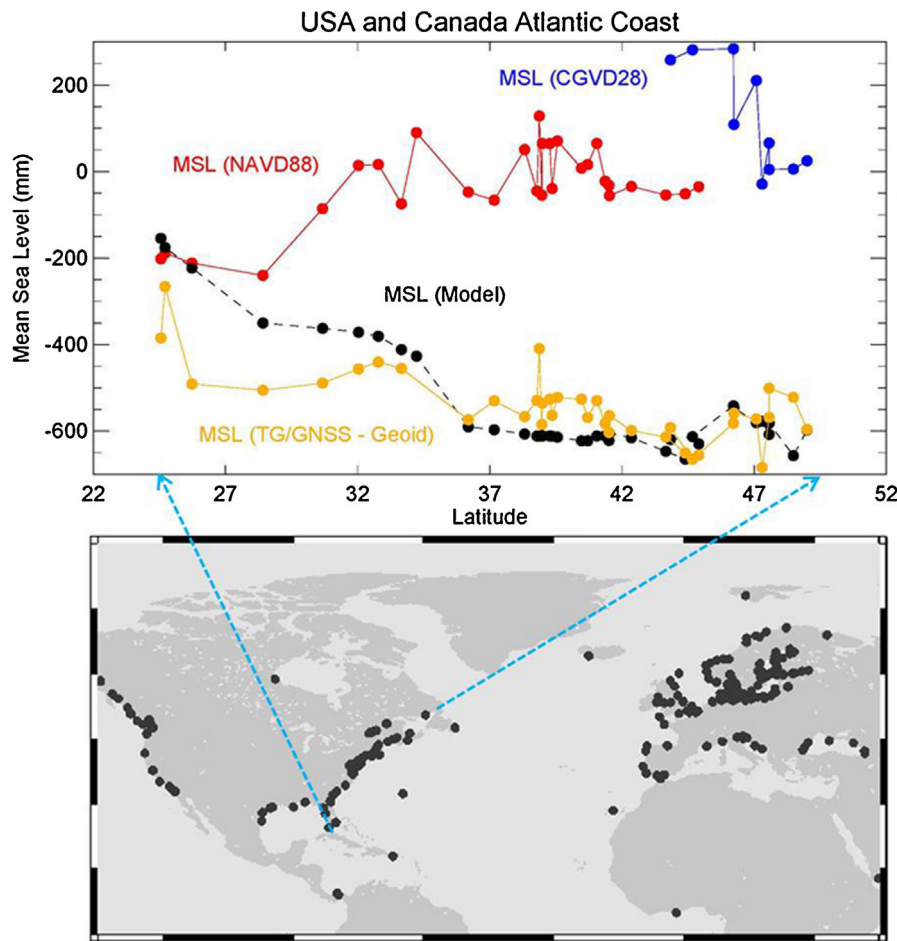 USA and Canada Atlantic Coast
200
0
-200
-400
-600
Mean Sea Level (mm)
MSL (CGVD28)
MSL (NAVD88)
MSL (Model)
MSL (TG/GNSS - Geoid)
22 27 32 37 42 47 52
Latitude